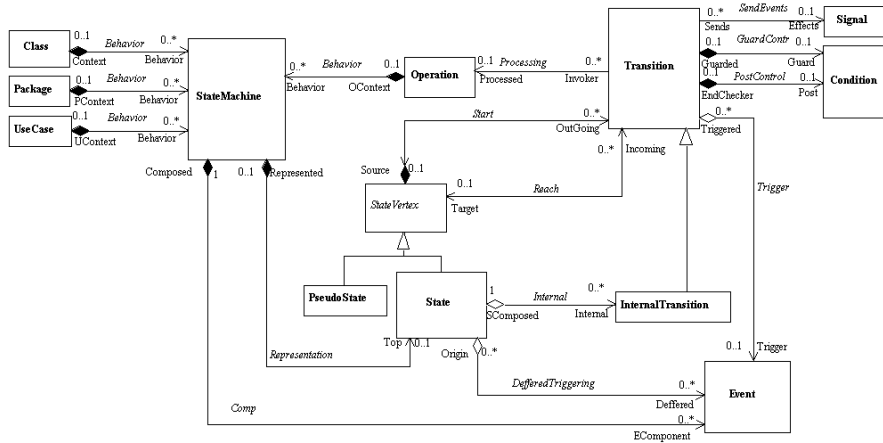 0..* SendEvents 0..*
Sends Effects
Signal
Class
0..1 Behavior 0..*
Context Behavior
Package
0..1 Behavior 0..*
PContext Behavior
UseCase
0..1 Behavior 0..*
UContext Behavior
StateMachine
0..* Behavior 0..1
Behavior OContext
Operation
0..1 Processing 0..*
Processed Invoker
Transition
0..1 GuardContr 0..1
Guarded Guard
0..1 PostControl 0..1
EndChecker Post
Condition
0..*
Triggered
Start
0..*
OutGoing
0..* Incoming
Composed 1
0..1 Represented
Source 0..1
StateVertex
0..1 Reach
Target
Trigger
PseudoState
State
1 Internal 0..*
SComposed Internal
InternalTransition
Top 0..1
Origin 0..*
Representation
0..1 Trigger
DefferedTriggering 0..*
Deffered
Event
Comp
0..*
EComponent